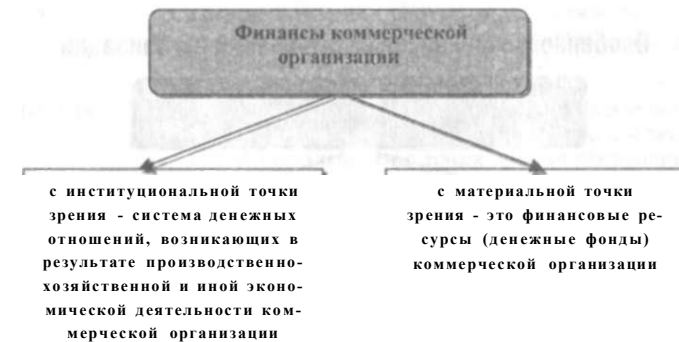 Финансы коммерческой
организации
с институциональной точки
зрения - система денежных
отношений, возникающих в
результате производственно-
хозяйственной и иной эконо-
мической деятельности ком-
мерческой организации
с материальной точки
зрения - это финансовые ре-
сурсы (денежные фонды)
коммерческой организации